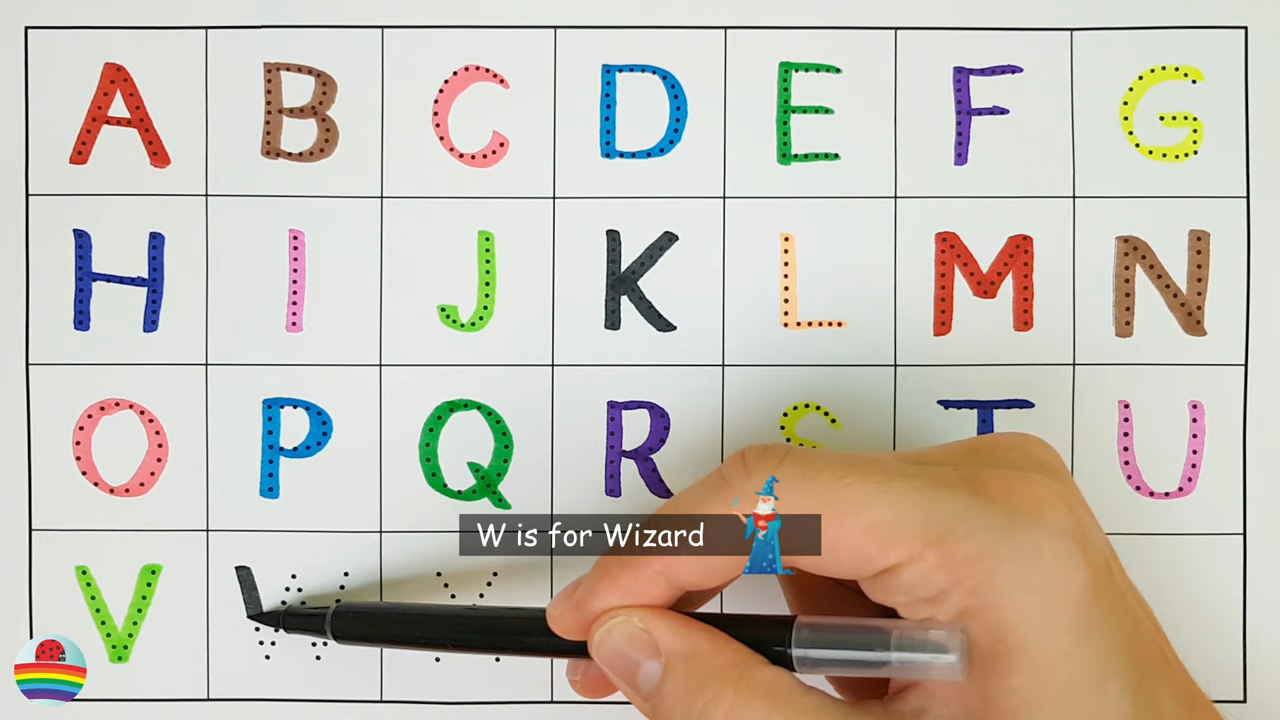 A B C D E F G
H I J K L M N
O P Q R S T U
V
W is for Wizard